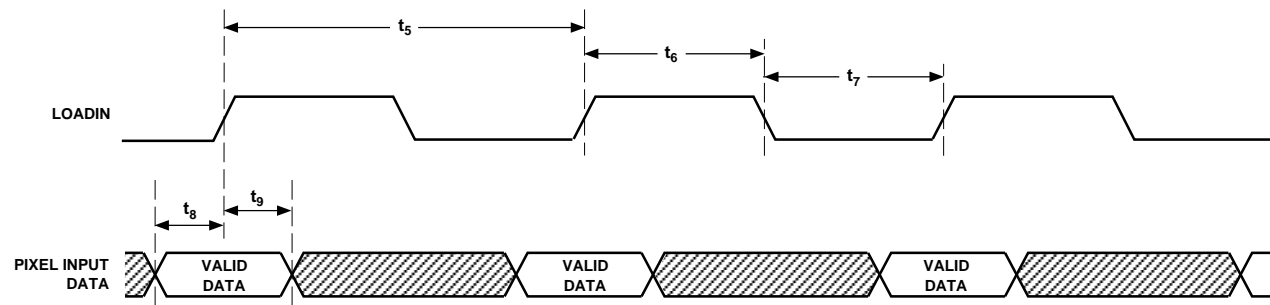 t5
t6
t7
LOADIN
t8
t9
PIXEL INPUT
DATA
VALID
DATA
VALID
DATA
VALID
DATA